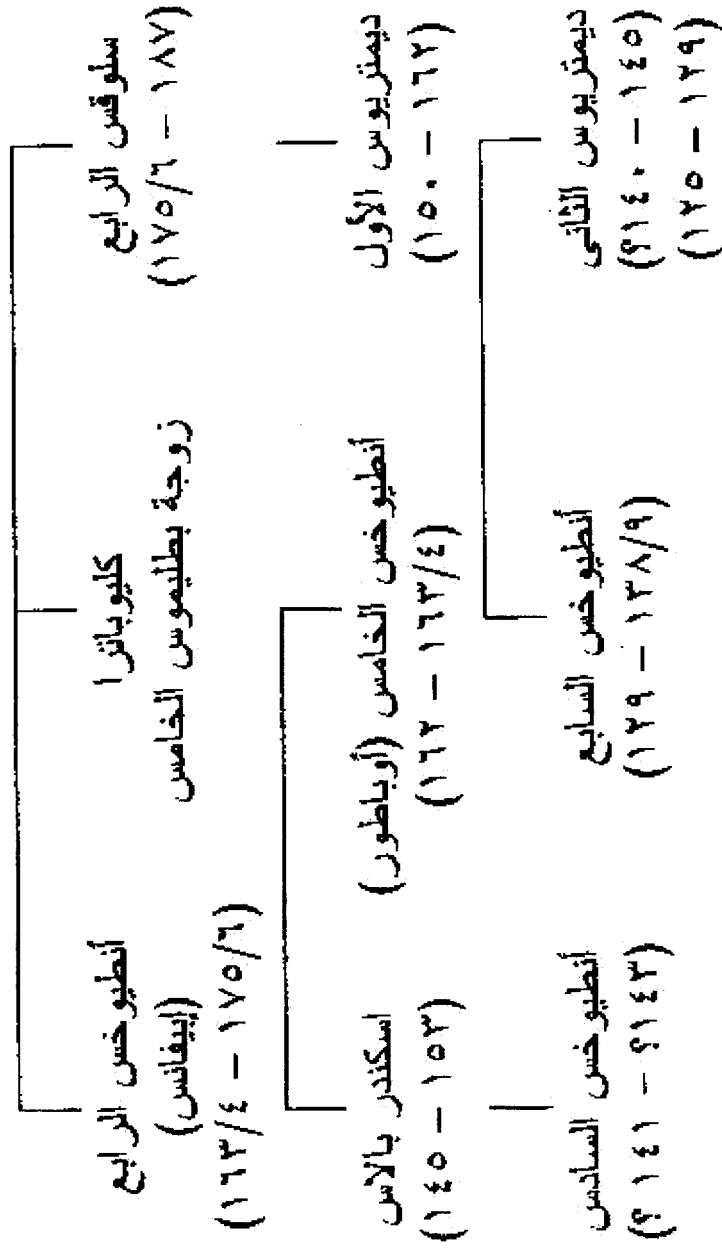 سلوقس الرابع
(١٨٧ – ١٧٥/٦)
كليوباترا
زوجة بطليموس الخامس
أنطيوخس الرابع
(إبيفانس)
(١٧٥/٦ – ١٦٣/٤)
ديمتريوس الأول
(١٦٢ – ١٥٠)
أنطيوخس الخامس (أوباطور)
(١٦٣/٤ – ١٦٢)
اسكندر بالاس
(١٥٣ – ١٤٥)
ديمتريوس الثانى
(١٤٥ – ١٤٠؟)
(١٢٩ – ١٢٥)
أنطيوخس السابع
(١٣٨/٩ – ١٢٩)
أنطيوخس السادس
(١٤٣؟ – ١٤١ ؟)